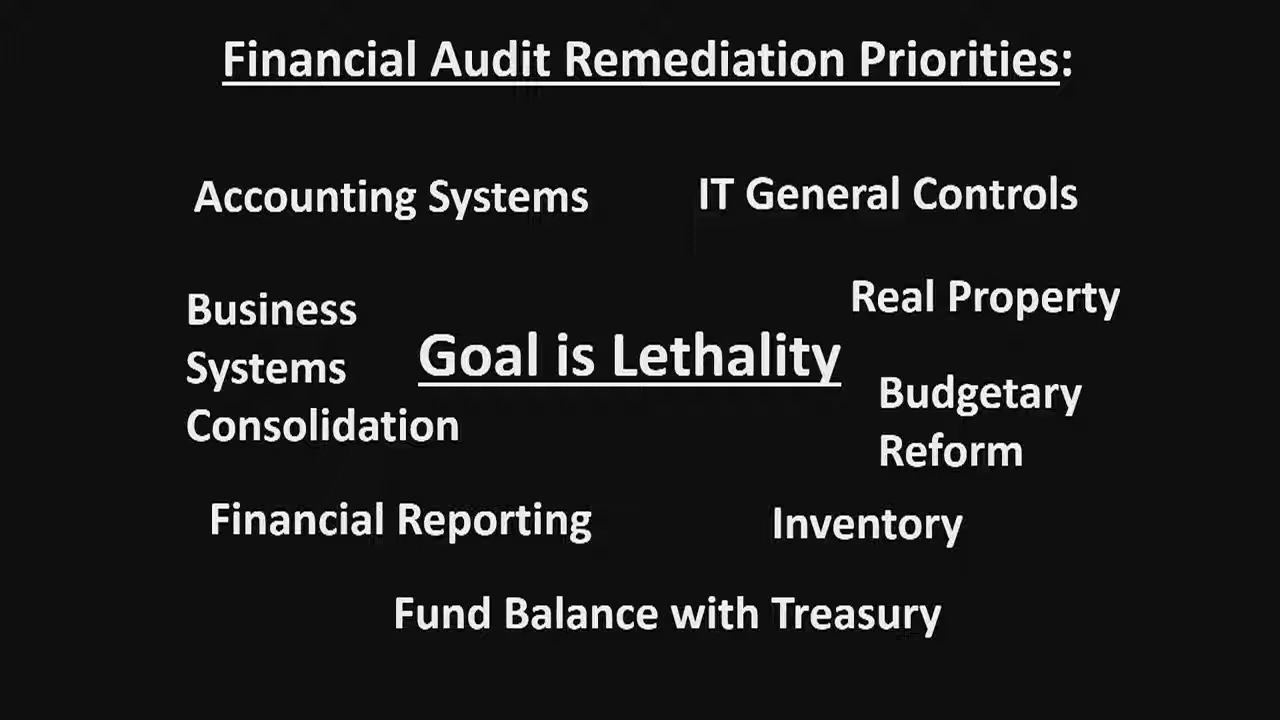 Financial Audit Remediation Priorities:
Accounting Systems
IT General Controls
Business
Systems
Consolidation
Goal is Lethality
Real Property
Budgetary
Reform
Financial Reporting
Inventory
Fund Balance with Treasury